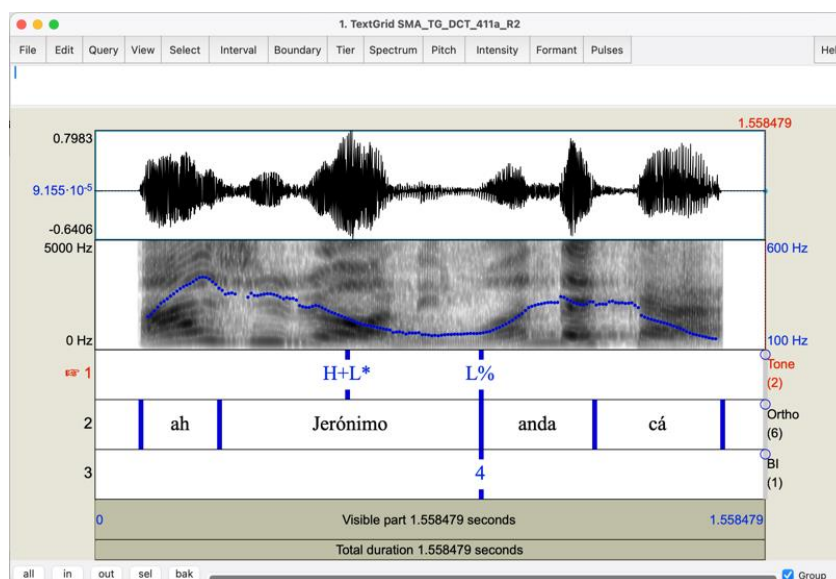 1. TextGrid SMA_TG_DCT_411a_R2
File Edit Query View Select Interval Boundary Tier Spectrum Pitch Intensity Formant Pulses Hel
1.558479
0.7983
9.155·10⁻⁵
-0.6406
5000 Hz 600 Hz
0 Hz 100 Hz
1 H+L* L% Tone
(2)
2 ah Jerónimo anda cá Ortho
(6)
3 4 BI
(1)
0 Visible part 1.558479 seconds 1.558479
Total duration 1.558479 seconds
all in out sel bak Group